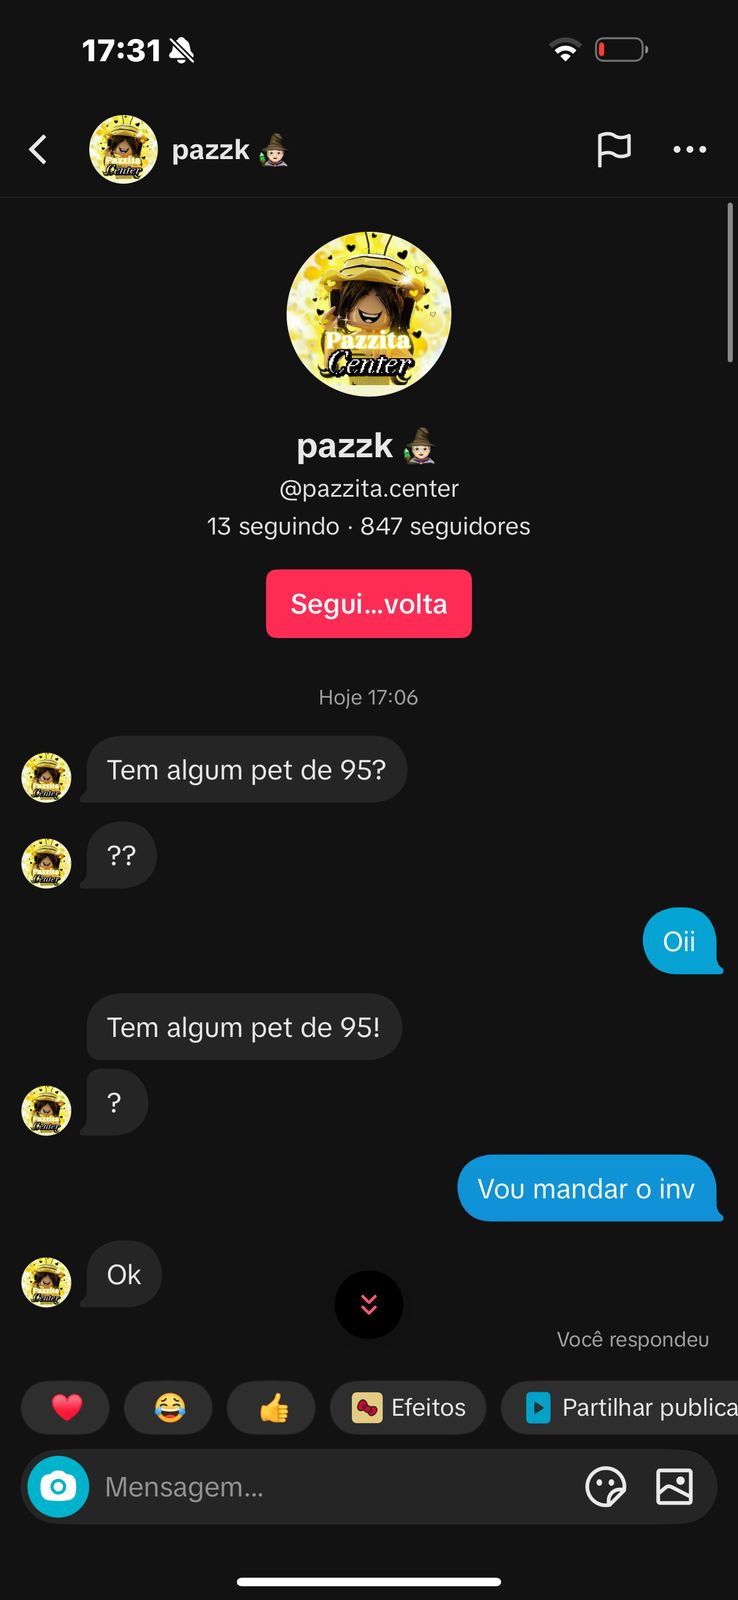 17:31
pazzk
Pazzita
Center
pazzk
@pazzita.center
13 seguindo · 847 seguidores
Segui...volta
Hoje 17:06
Tem algum pet de 95?
??
Oii
Tem algum pet de 95!
?
Vou mandar o inv
Ok
Você respondeu
Efeitos
Partilhar publica
Mensagem...